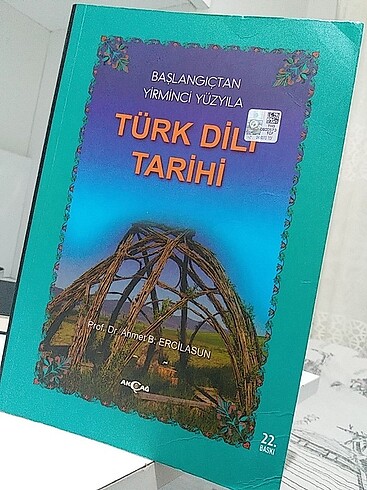 BAŞLANGIÇTAN
YİRMİNCİ YÜZYILA
TÜRK DİLİ
TARİHİ
Prof. Dr. Ahmet B. ERCİLASUN
AKÇAĞ
22.
BASKI